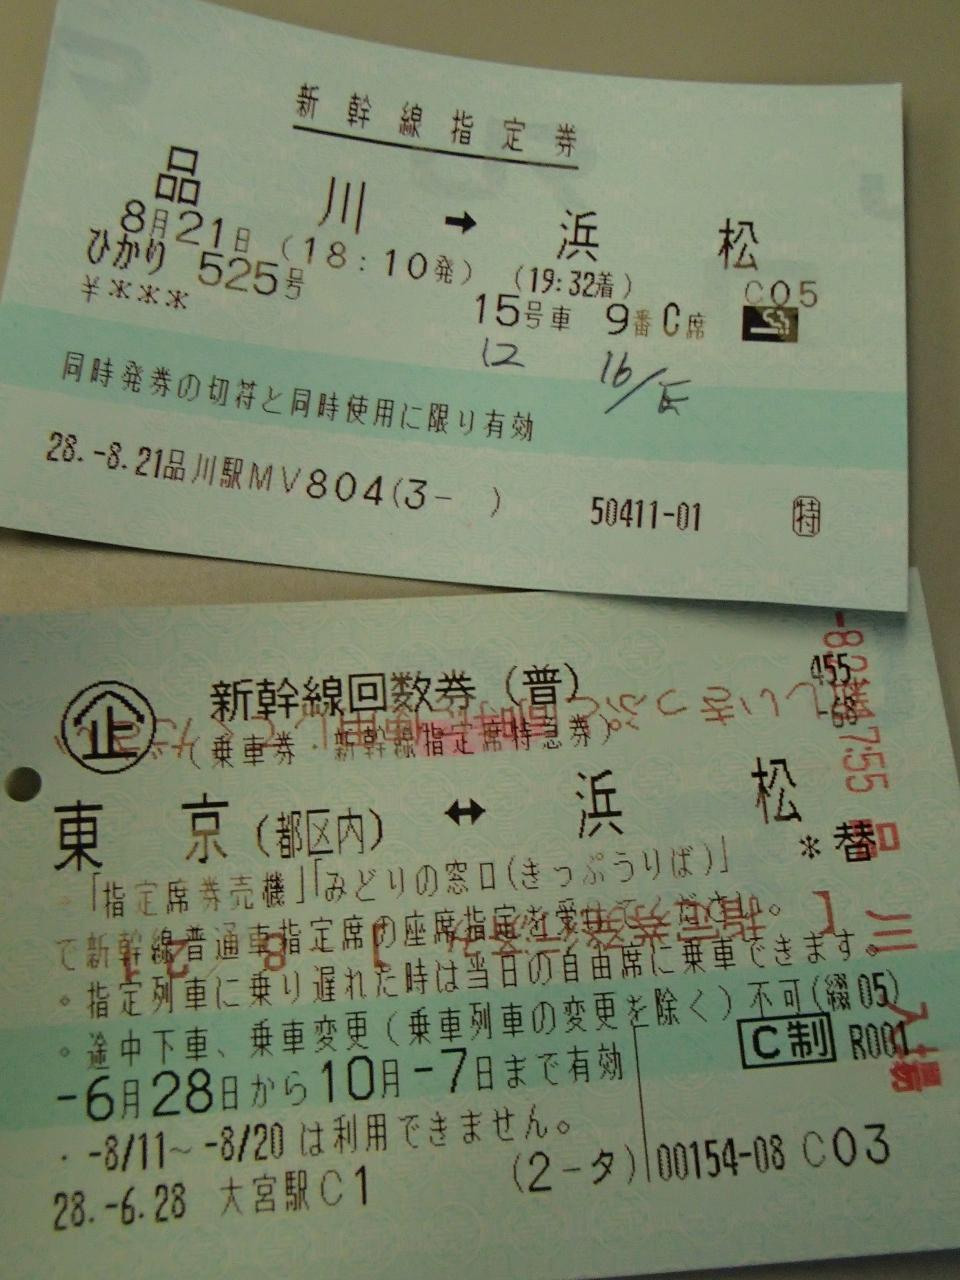 新幹線指定券
品川 → 浜松
8月21日 (18:10発) (19:32着) C05
ひかり 525号 15号車 9番C席
¥***
12 16/E
同時発券の切符と同時使用に限り有効
28.-8.21品川駅MV804(3- ) 50411-01 特
企 新幹線回数券(普) 455
-68
(乗車券・新幹線指定席特急券)
東京(都区内) ↔ 浜松
*替
「指定席券売機」「みどりの窓口(きっぷうりば)」
で新幹線普通車指定席の座席指定を受けてください。
。指定列車に乗り遅れた時は当日の自由席に乗車できます。
。途中下車、乗車変更(乗車列車の変更を除く)不可(綴05)
C制 R001
-6月28日から10月-7日まで有効
・-8/11~-8/20は利用できません。
28.-6.28 大宮駅C1 (2-タ) 00154-08 C03
17:55 品川 入場